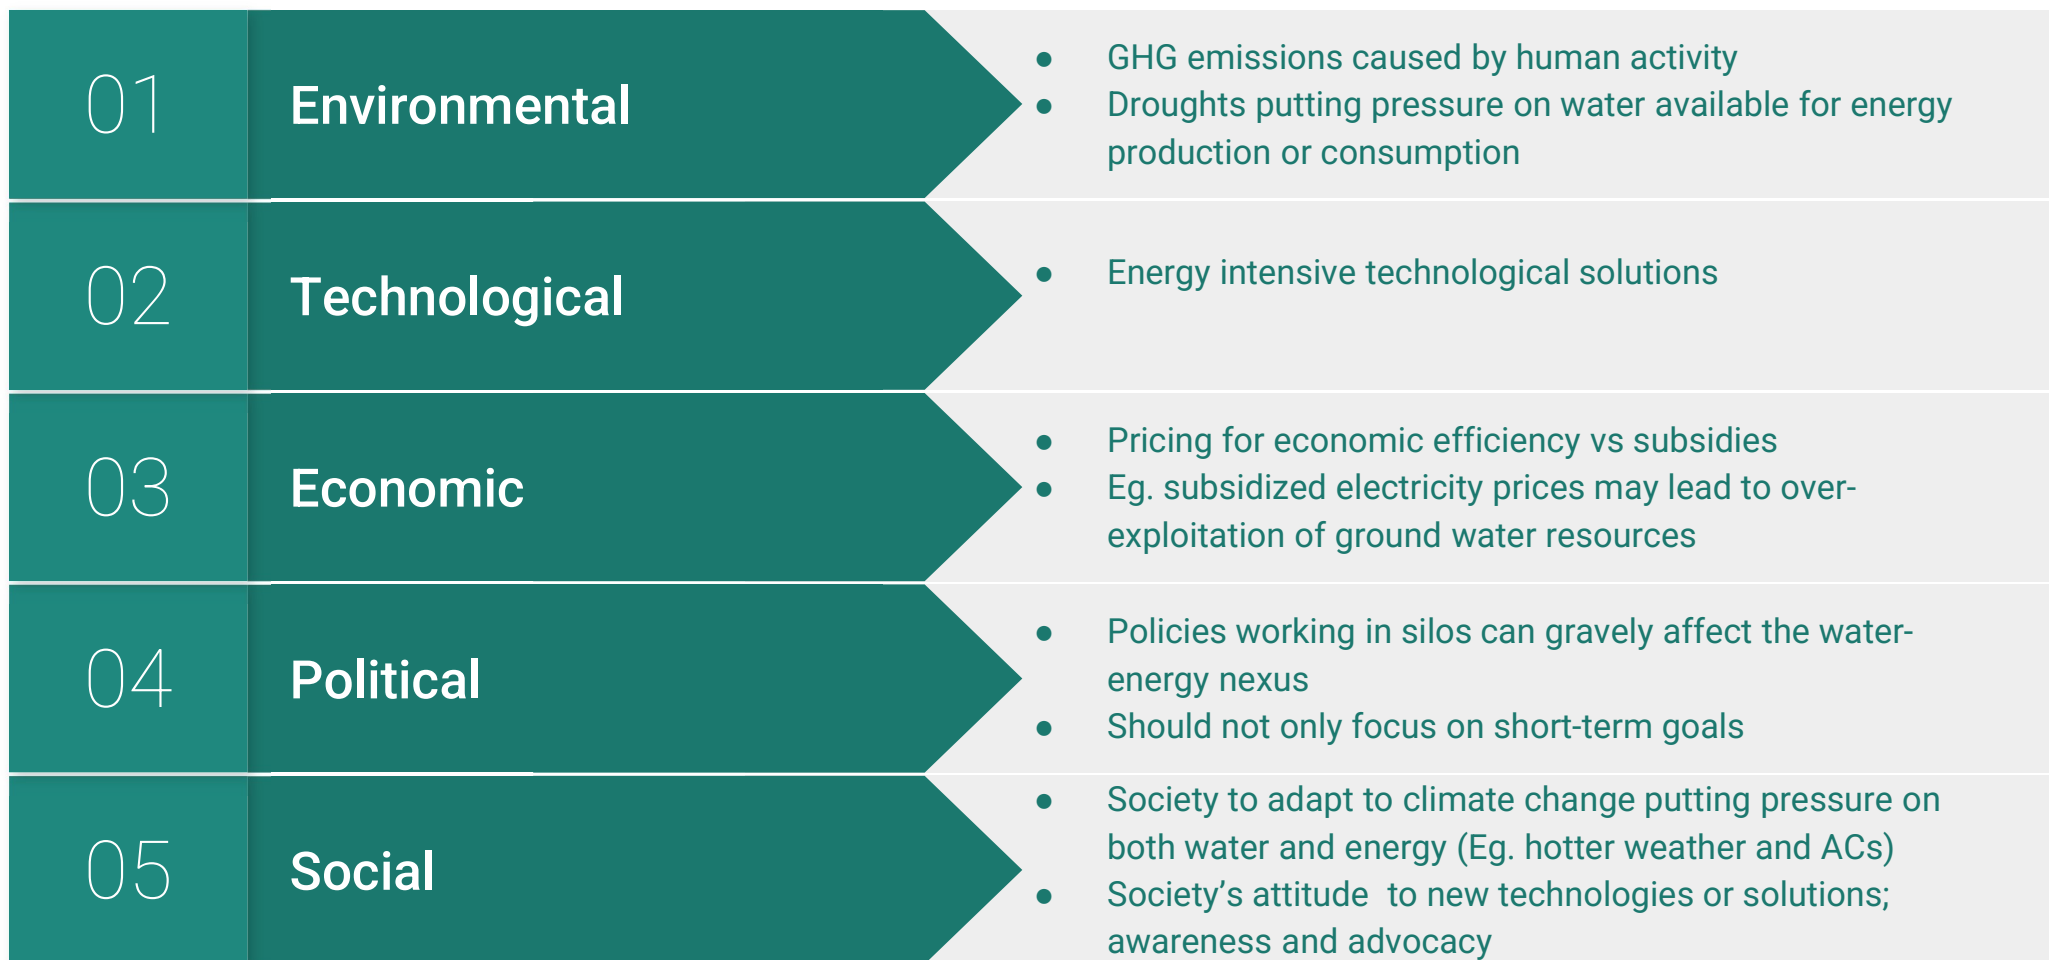 01
Environmental
● GHG emissions caused by human activity
● Droughts putting pressure on water available for energy
production or consumption
02
Technological
● Energy intensive technological solutions
03
Economic
● Pricing for economic efficiency vs subsidies
● Eg. subsidized electricity prices may lead to over-
exploitation of ground water resources
04
Political
● Policies working in silos can gravely affect the water-
energy nexus
● Should not only focus on short-term goals
05
Social
● Society to adapt to climate change putting pressure on
both water and energy (Eg. hotter weather and ACs)
● Society’s attitude  to new technologies or solutions;
awareness and advocacy